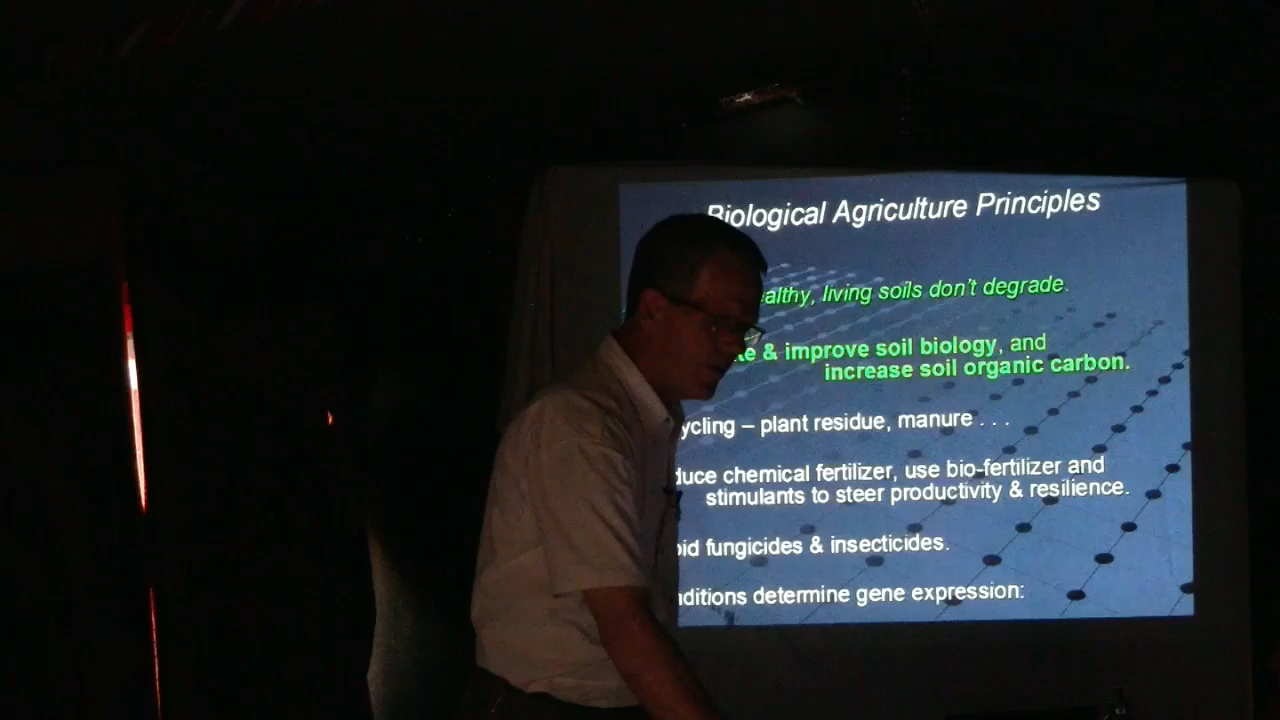 Biological Agriculture Principles
ealthy, living soils don't degrade.
te & improve soil biology, and
increase soil organic carbon.
ycling – plant residue, manure . . .
duce chemical fertilizer, use bio-fertilizer and
stimulants to steer productivity & resilience.
oid fungicides & insecticides.
nditions determine gene expression: